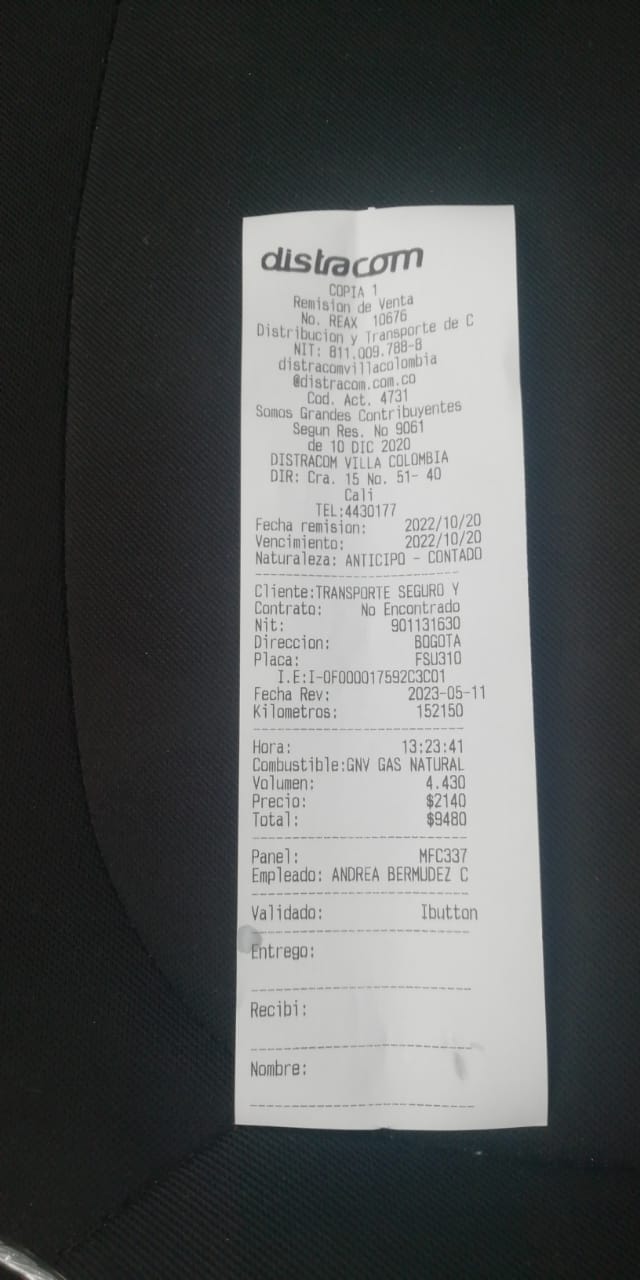 distracom
COPIA 1
Remision de Venta
No. REAX 10676
Distribucion y Transporte de C
NIT: 811.009.788-8
distracomvillacolombia
@distracom.com.co
Cod. Act. 4731
Somos Grandes Contribuyentes
Segun Res. No 9061
de 10 DIC 2020
DISTRACOM VILLA COLOMBIA
DIR: Cra. 15 No. 51- 40
Cali
TEL:4430177
Fecha remision: 2022/10/20
Vencimiento: 2022/10/20
Naturaleza: ANTICIPO - CONTADO
Cliente:TRANSPORTE SEGURO Y
Contrato: No Encontrado
Nit: 901131630
Direccion: BOGOTA
Placa: FSU310
I.E:I-0F000017592C3C01
Fecha Rev: 2023-05-11
Kilometros: 152150
Hora: 13:23:41
Combustible:GNV GAS NATURAL
Volumen: 4.430
Precio: $2140
Total: $9480
Panel: MFC337
Empleado: ANDREA BERMUDEZ C
Validado: Ibutton
Entrego:
Recibi:
Nombre: